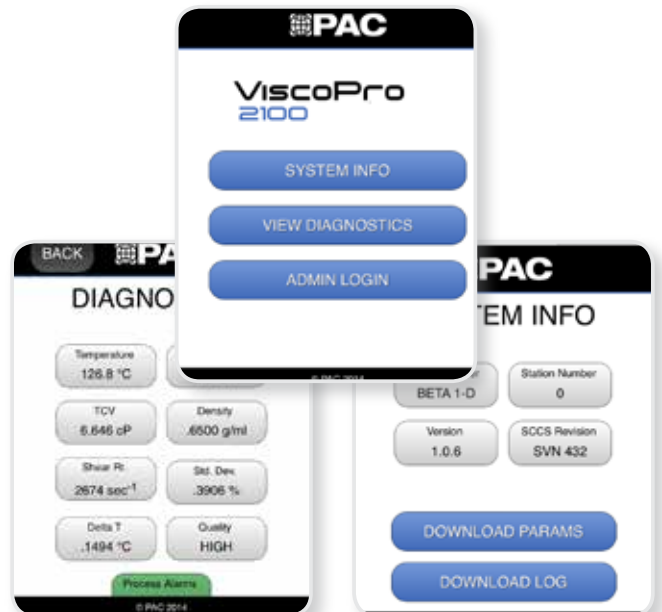 PAC
ViscoPro
2100
SYSTEM INFO
VIEW DIAGNOSTICS
ADMIN LOGIN
© PAC 2014
BACK PA
DIAGNO
Temperature
126.8 °C
TCV
6.646 cP
Density
.6500 g/ml
Shear Rt.
2674 sec⁻¹
Std. Dev.
.3906 %
Delta T
.1494 °C
Quality
HIGH
Process Alarms
© PAC 2014
PAC
EM INFO
BETA 1-D
Station Number
0
Version
1.0.6
SCCS Revision
SVN 432
DOWNLOAD PARAMS
DOWNLOAD LOG